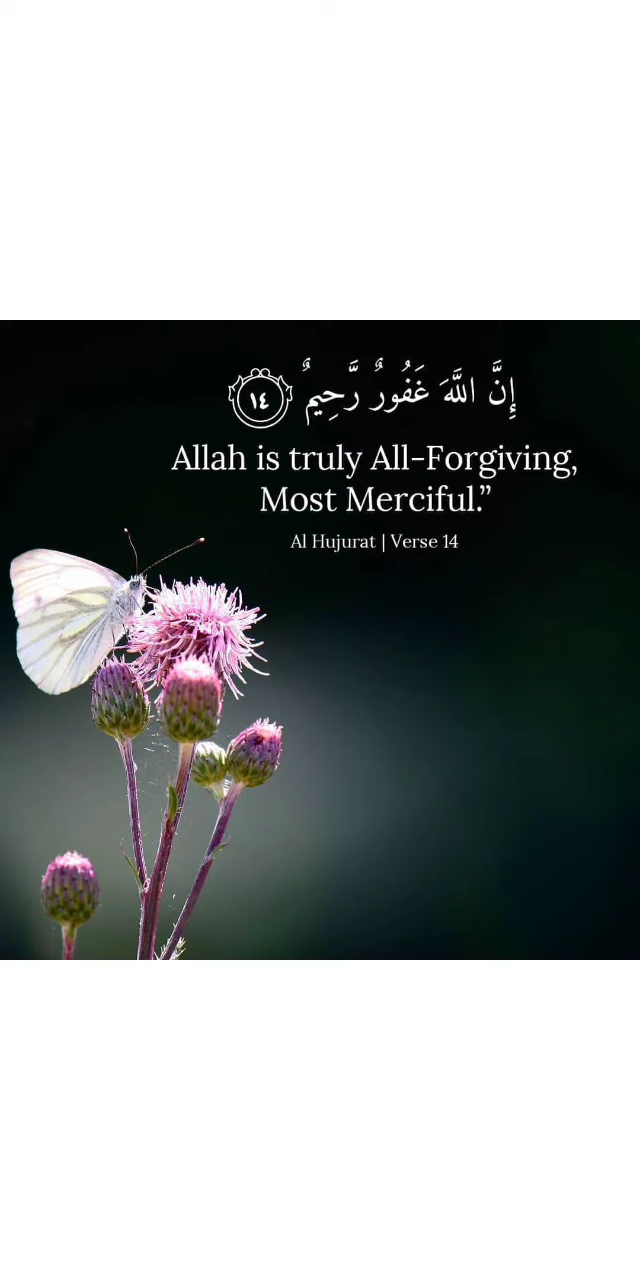 إِنَّ اللَّهَ غَفُورٌ رَّحِيمٌ ١٤
Allah is truly All-Forgiving,
Most Merciful.”
Al Hujurat | Verse 14